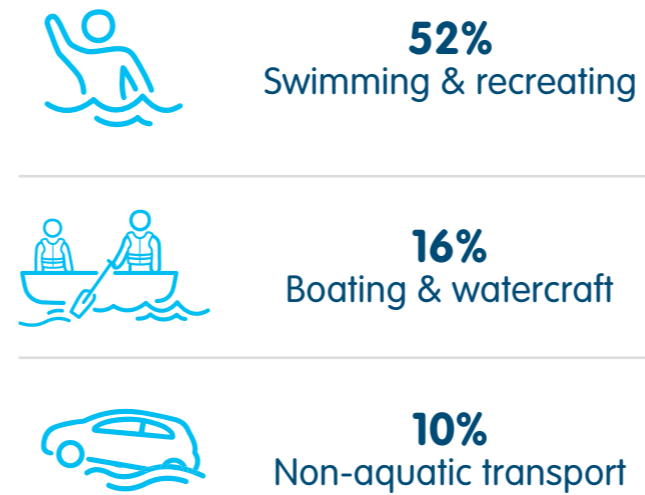 52%
Swimming & recreating
16%
Boating & watercraft
10%
Non-aquatic transport